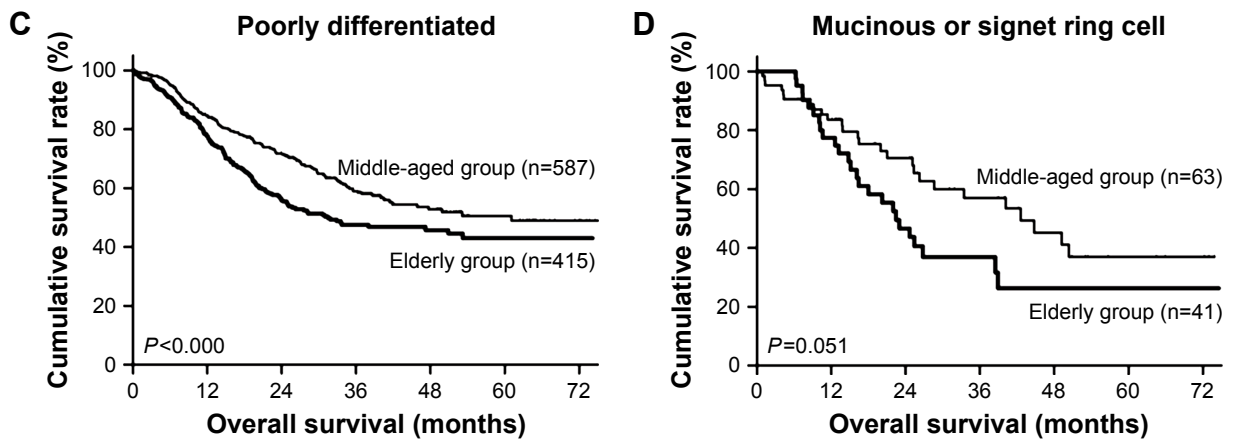 C
Poorly differentiated
Cumulative survival rate (%)
100
80
60
40
20
0
Middle-aged group (n=587)
Elderly group (n=415)
P<0.000
0 12 24 36 48 60 72
Overall survival (months)
D
Mucinous or signet ring cell
Cumulative survival rate (%)
100
80
60
40
20
0
Middle-aged group (n=63)
Elderly group (n=41)
P=0.051
0 12 24 36 48 60 72
Overall survival (months)